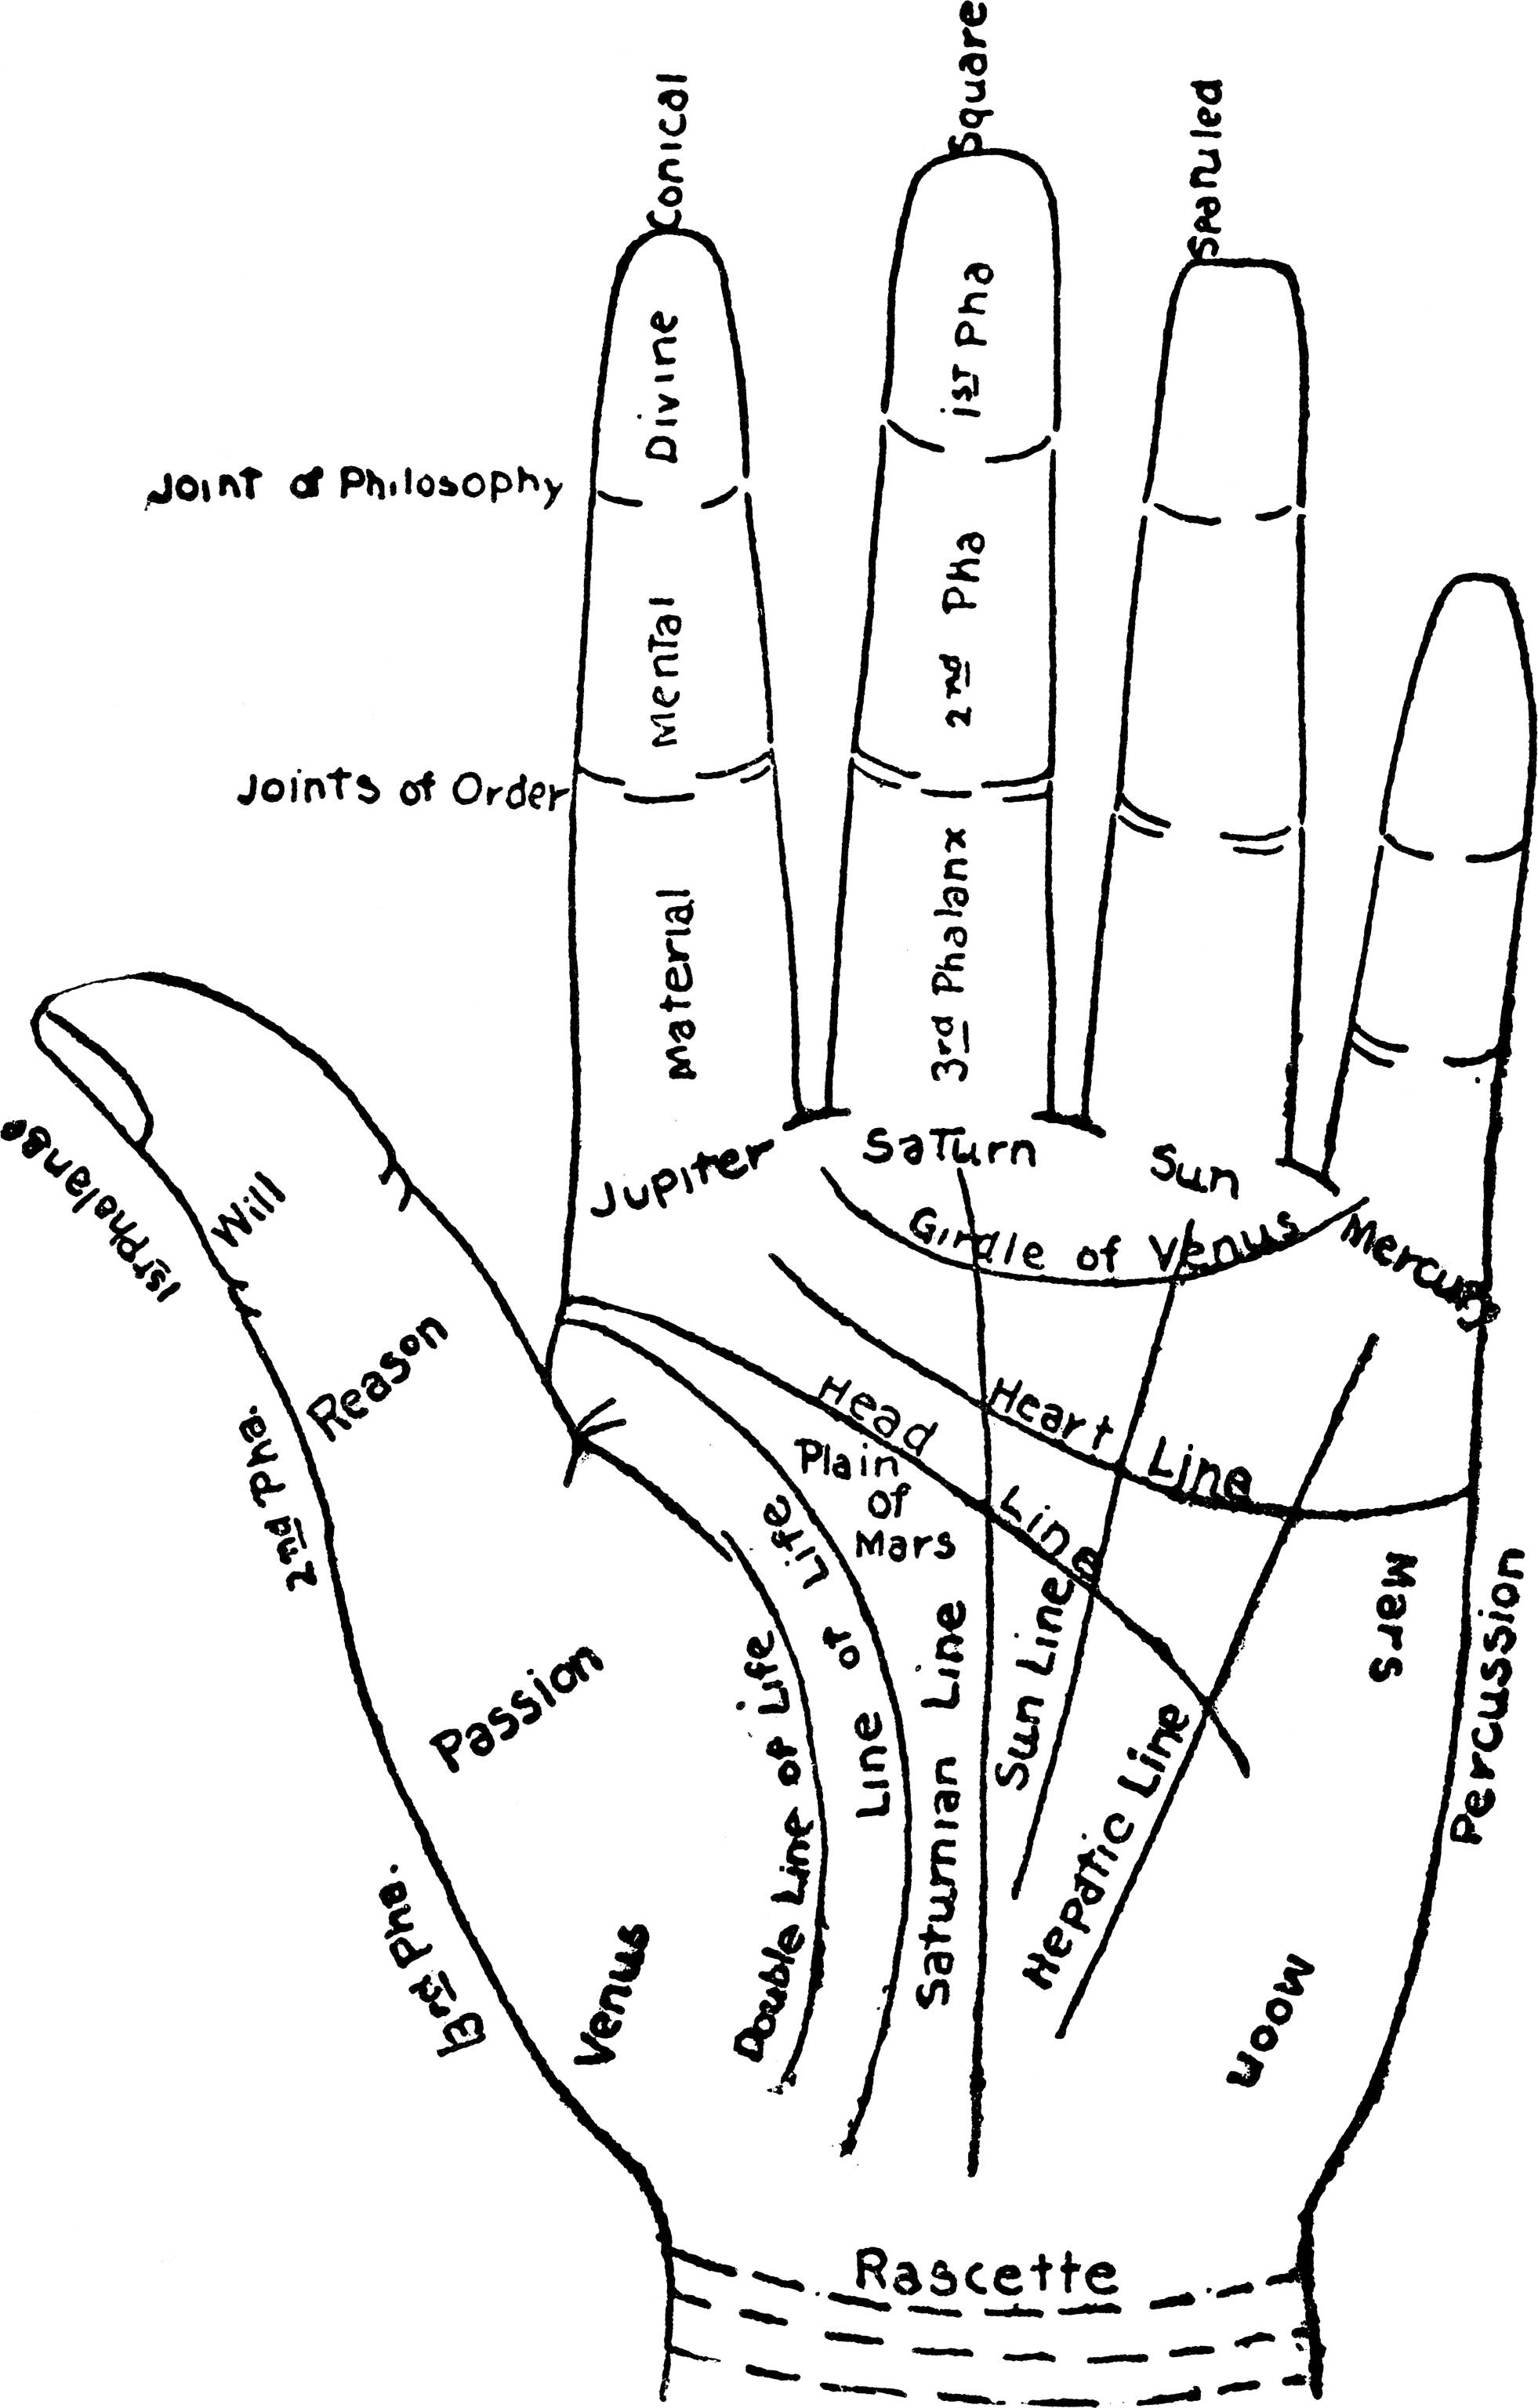 Square
Conical
Spatuled
Divine
1st Pha
Joint of Philosophy
Mental
2nd Pha
Joints of Order
Material
3rd Phalanx
Jupiter
Saturn
Sun
Mercury
Girdle of Venus
1st phalange
Will
Reason
2nd pha.
Head Line
Heart Line
Plain
of
Mars
Line of Life
Double Line of Life
Saturnian Line
Sun Line
Hepatic Line
Mars
Percussion
Passion
Venus
Moon
Rascette